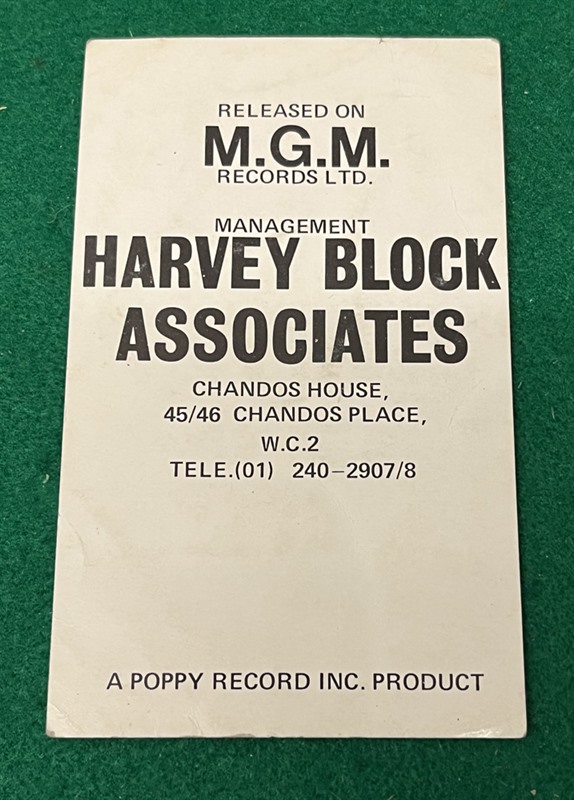 RELEASED ON
M.G.M.
RECORDS LTD.
MANAGEMENT
HARVEY BLOCK
ASSOCIATES
CHANDOS HOUSE,
45/46 CHANDOS PLACE,
W.C.2
TELE.(01) 240-2907/8
A POPPY RECORD INC. PRODUCT